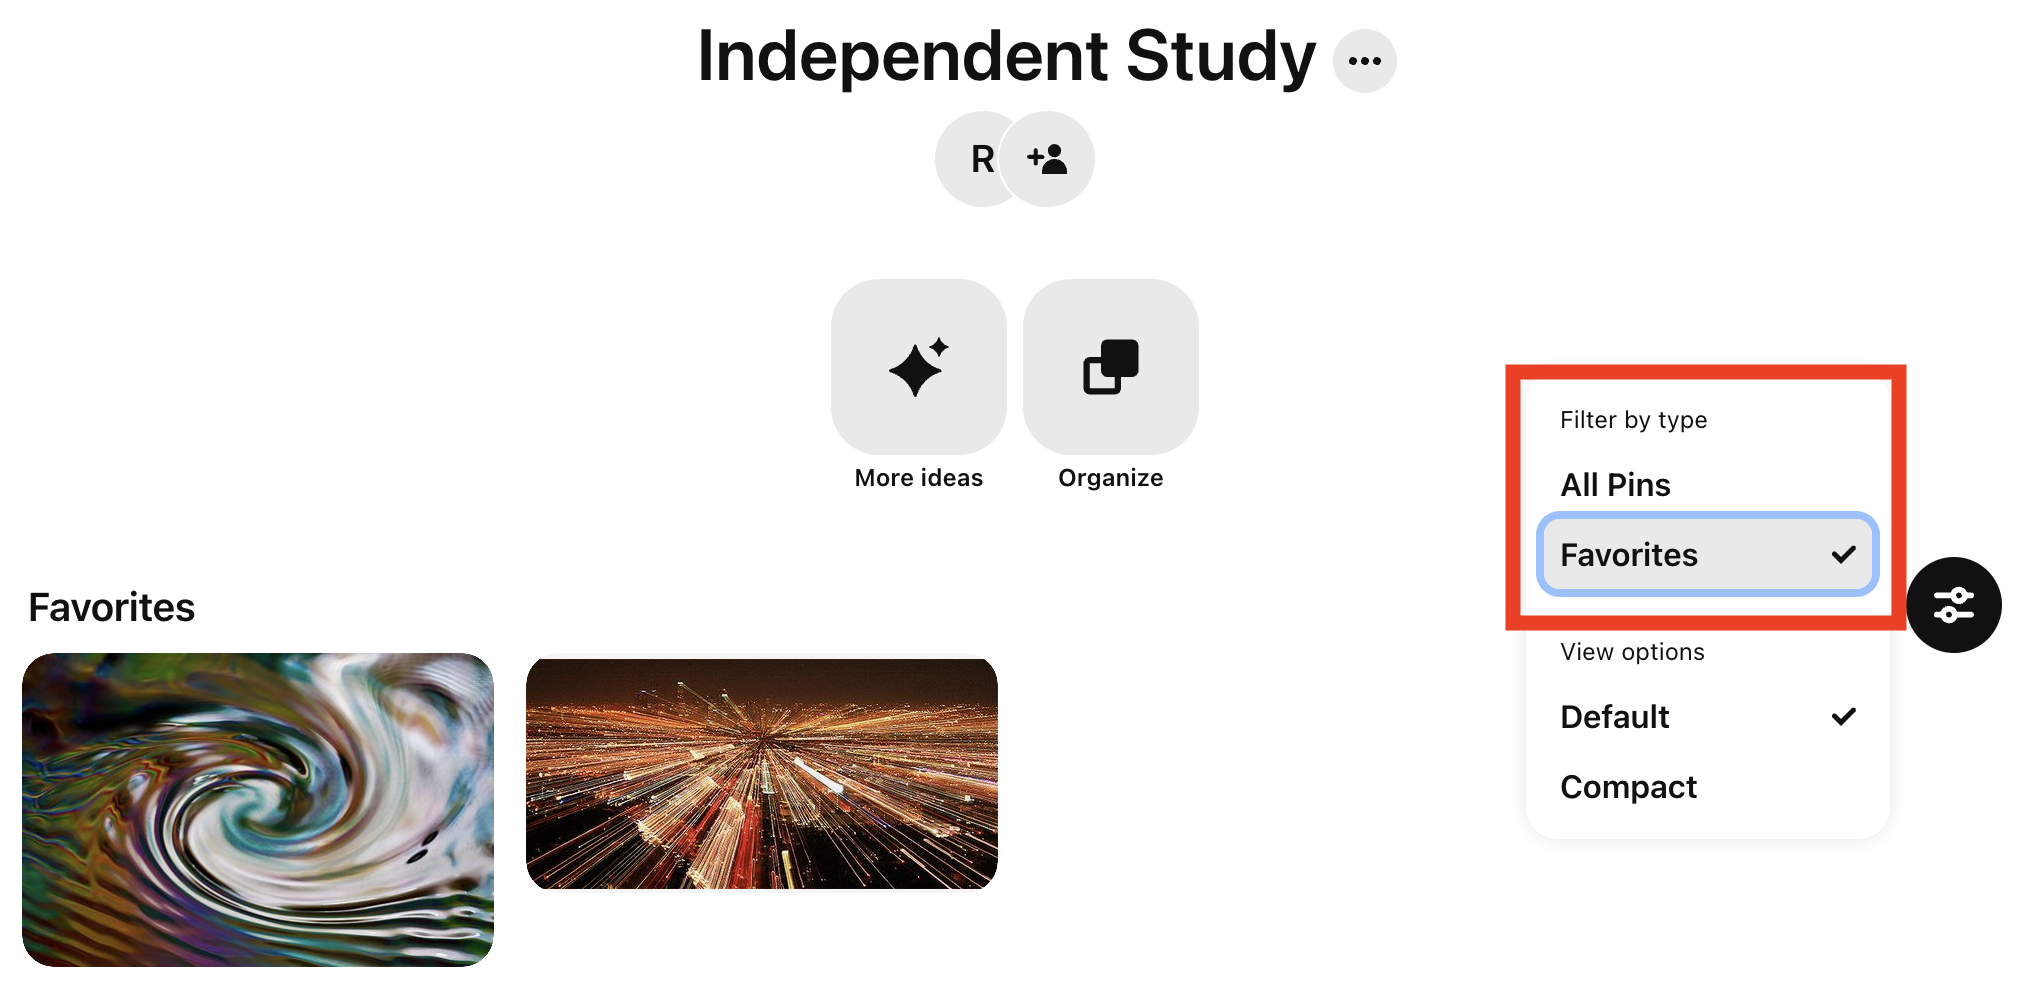 Independent Study
R
More ideas
Organize
Filter by type
All Pins
Favorites
Favorites
View options
Default
Compact